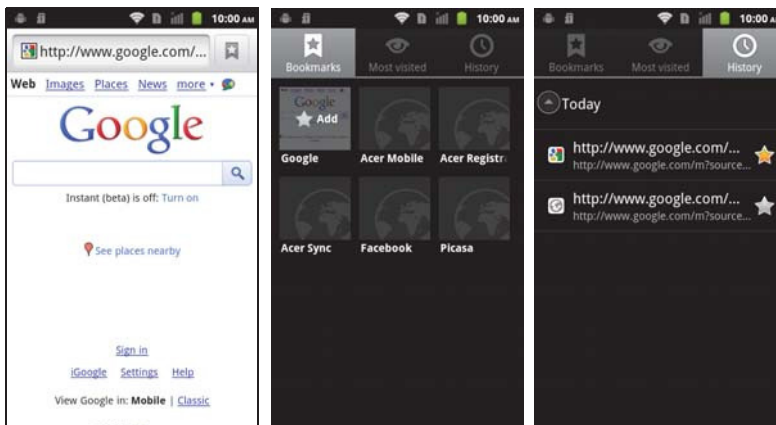 10:00 AM
http://www.google.com/...
Web Images Places News more
Google
Instant (beta) is off: Turn on
See places nearby
Sign in
iGoogle Settings Help
View Google in: Mobile | Classic
10:00 AM
Bookmarks Most visited History
Google
Add
Google Acer Mobile Acer Registr
Acer Sync Facebook Picasa
10:00 AM
Bookmarks Most visited History
Today
http://www.google.com/...
http://www.google.com/m?source...
http://www.google.com/...
http://www.google.com/m?source...